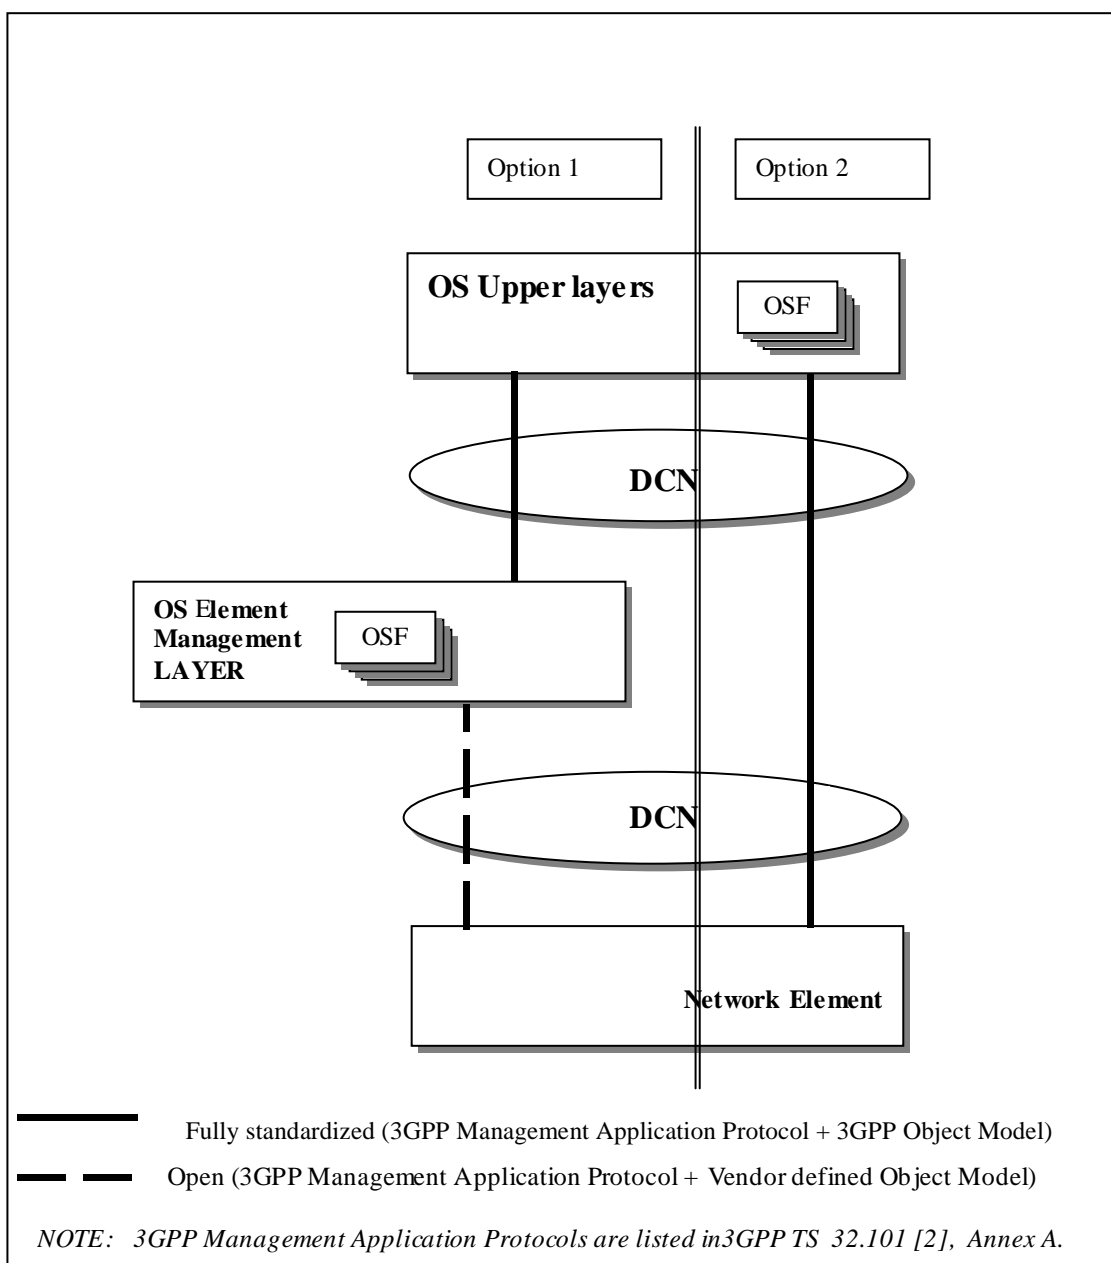 Option 1
Option 2
OS Upper layers
OSF
DCN
OS Element
Management
LAYER
OSF
DCN
Network Element
Fully standardized (3GPP Management Application Protocol + 3GPP Object Model)
Open (3GPP Management Application Protocol + Vendor defined Object Model)
NOTE: 3GPP Management Application Protocols are listed in3GPP TS 32.101 [2], Annex A.